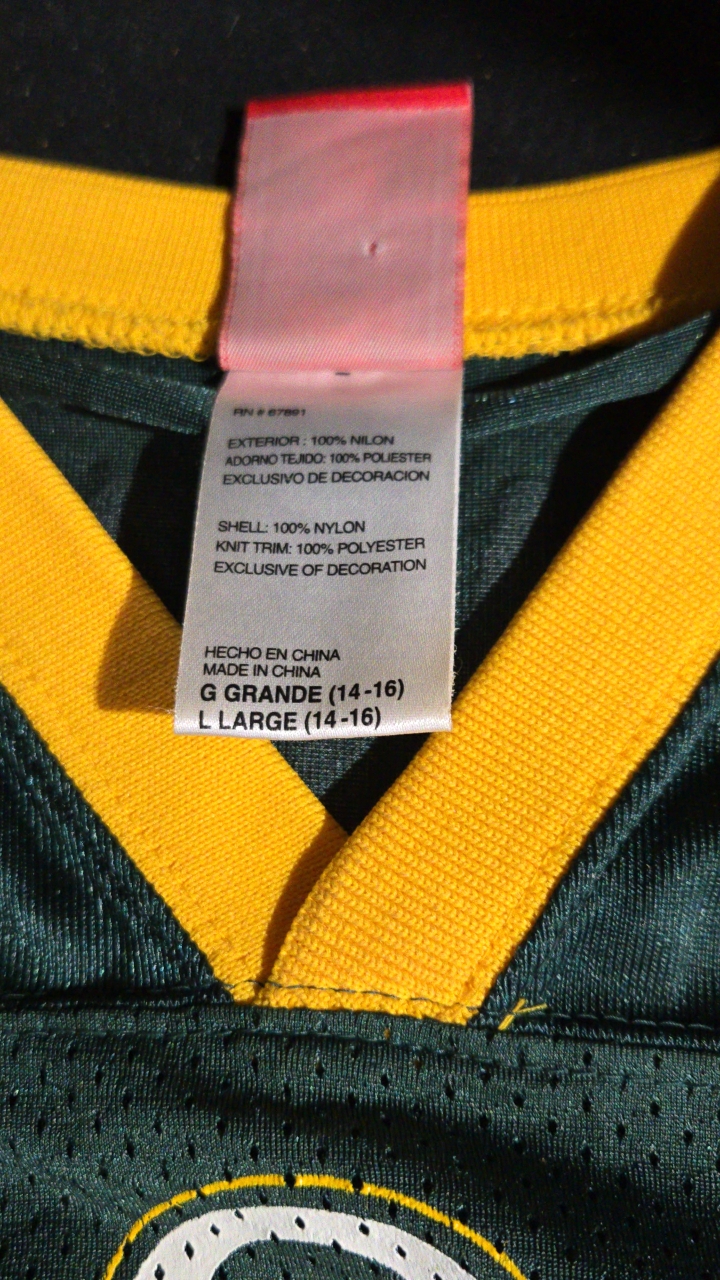 RN # 67891
EXTERIOR : 100% NILON
ADORNO TEJIDO: 100% POLIESTER
EXCLUSIVO DE DECORACION
SHELL: 100% NYLON
KNIT TRIM: 100% POLYESTER
EXCLUSIVE OF DECORATION
HECHO EN CHINA
MADE IN CHINA
G GRANDE (14-16)
L LARGE (14-16)